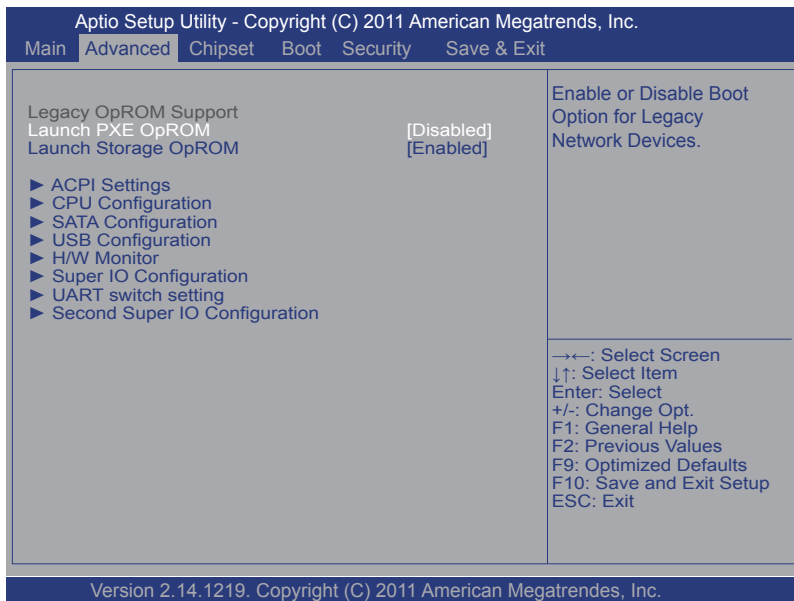 Aptio Setup Utility - Copyright (C) 2011 American Megatrends, Inc.
Main Advanced Chipset Boot Security Save & Exit
Legacy OpROM Support
Launch PXE OpROM [Disabled]
Launch Storage OpROM [Enabled]
► ACPI Settings
► CPU Configuration
► SATA Configuration
► USB Configuration
► H/W Monitor
► Super IO Configuration
► UART switch setting
► Second Super IO Configuration
Enable or Disable Boot
Option for Legacy
Network Devices.
→←: Select Screen
↓↑: Select Item
Enter: Select
+/-: Change Opt.
F1: General Help
F2: Previous Values
F9: Optimized Defaults
F10: Save and Exit Setup
ESC: Exit
Version 2.14.1219. Copyright (C) 2011 American Megatrendes, Inc.